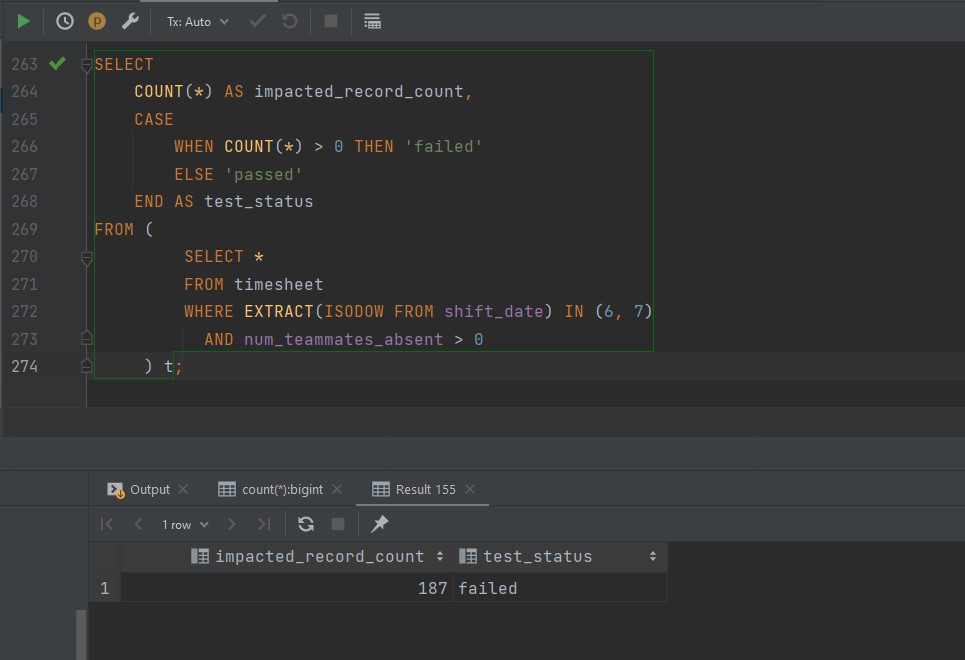 Tx: Auto
263 SELECT
264 COUNT(*) AS impacted_record_count,
265 CASE
266 WHEN COUNT(*) > 0 THEN 'failed'
267 ELSE 'passed'
268 END AS test_status
269 FROM (
270 SELECT *
271 FROM timesheet
272 WHERE EXTRACT(ISODOW FROM shift_date) IN (6, 7)
273 AND num_teammates_absent > 0
274 ) t;
Output count(*):bigint Result 155
1 row
impacted_record_count test_status
1 187 failed